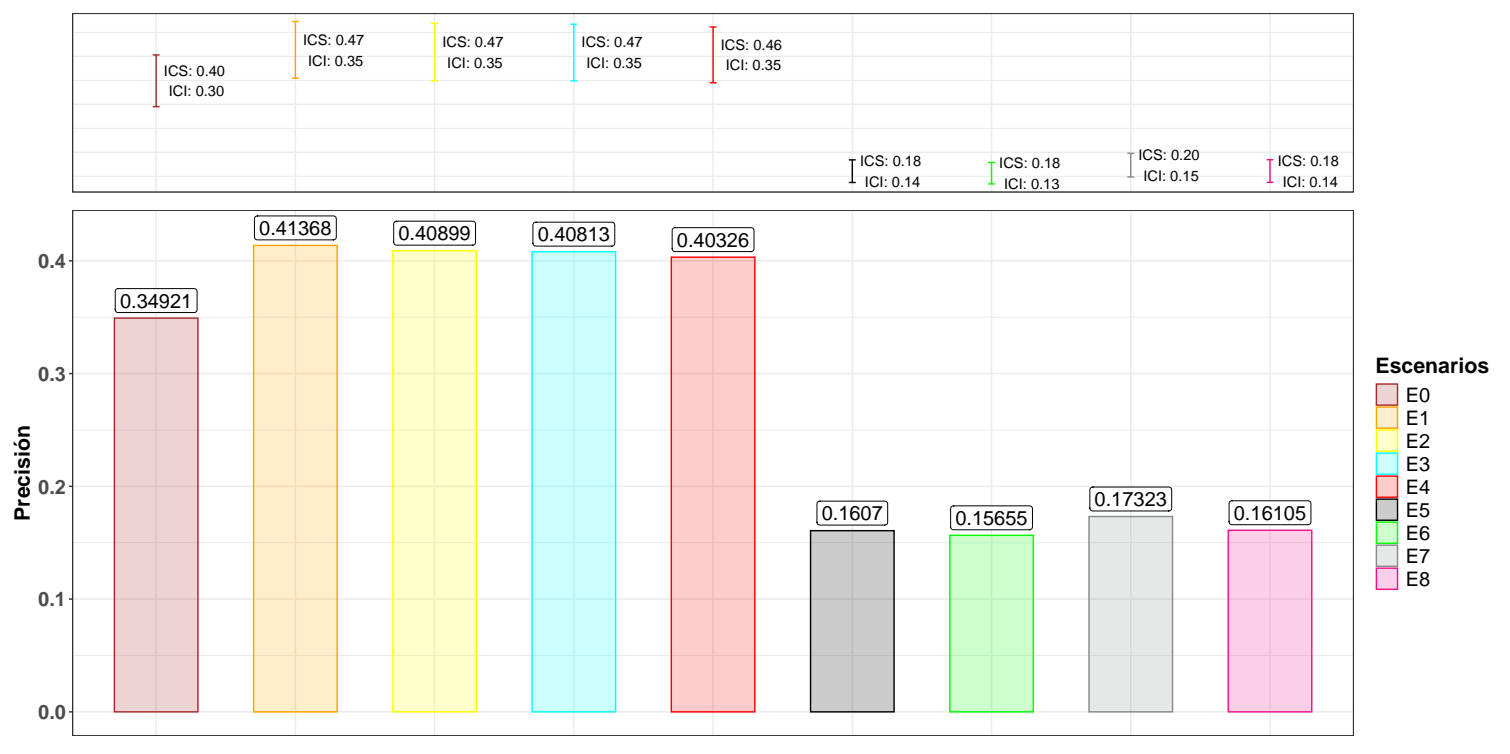 ICS: 0.40
ICI: 0.30
ICS: 0.47
ICI: 0.35
ICS: 0.47
ICI: 0.35
ICS: 0.47
ICI: 0.35
ICS: 0.46
ICI: 0.35
ICS: 0.18
ICI: 0.14
ICS: 0.18
ICI: 0.13
ICS: 0.20
ICI: 0.15
ICS: 0.18
ICI: 0.14
Precisión
0.4
0.3
0.2
0.1
0.0
0.34921
0.41368
0.40899
0.40813
0.40326
0.1607
0.15655
0.17323
0.16105
Escenarios
E0
E1
E2
E3
E4
E5
E6
E7
E8